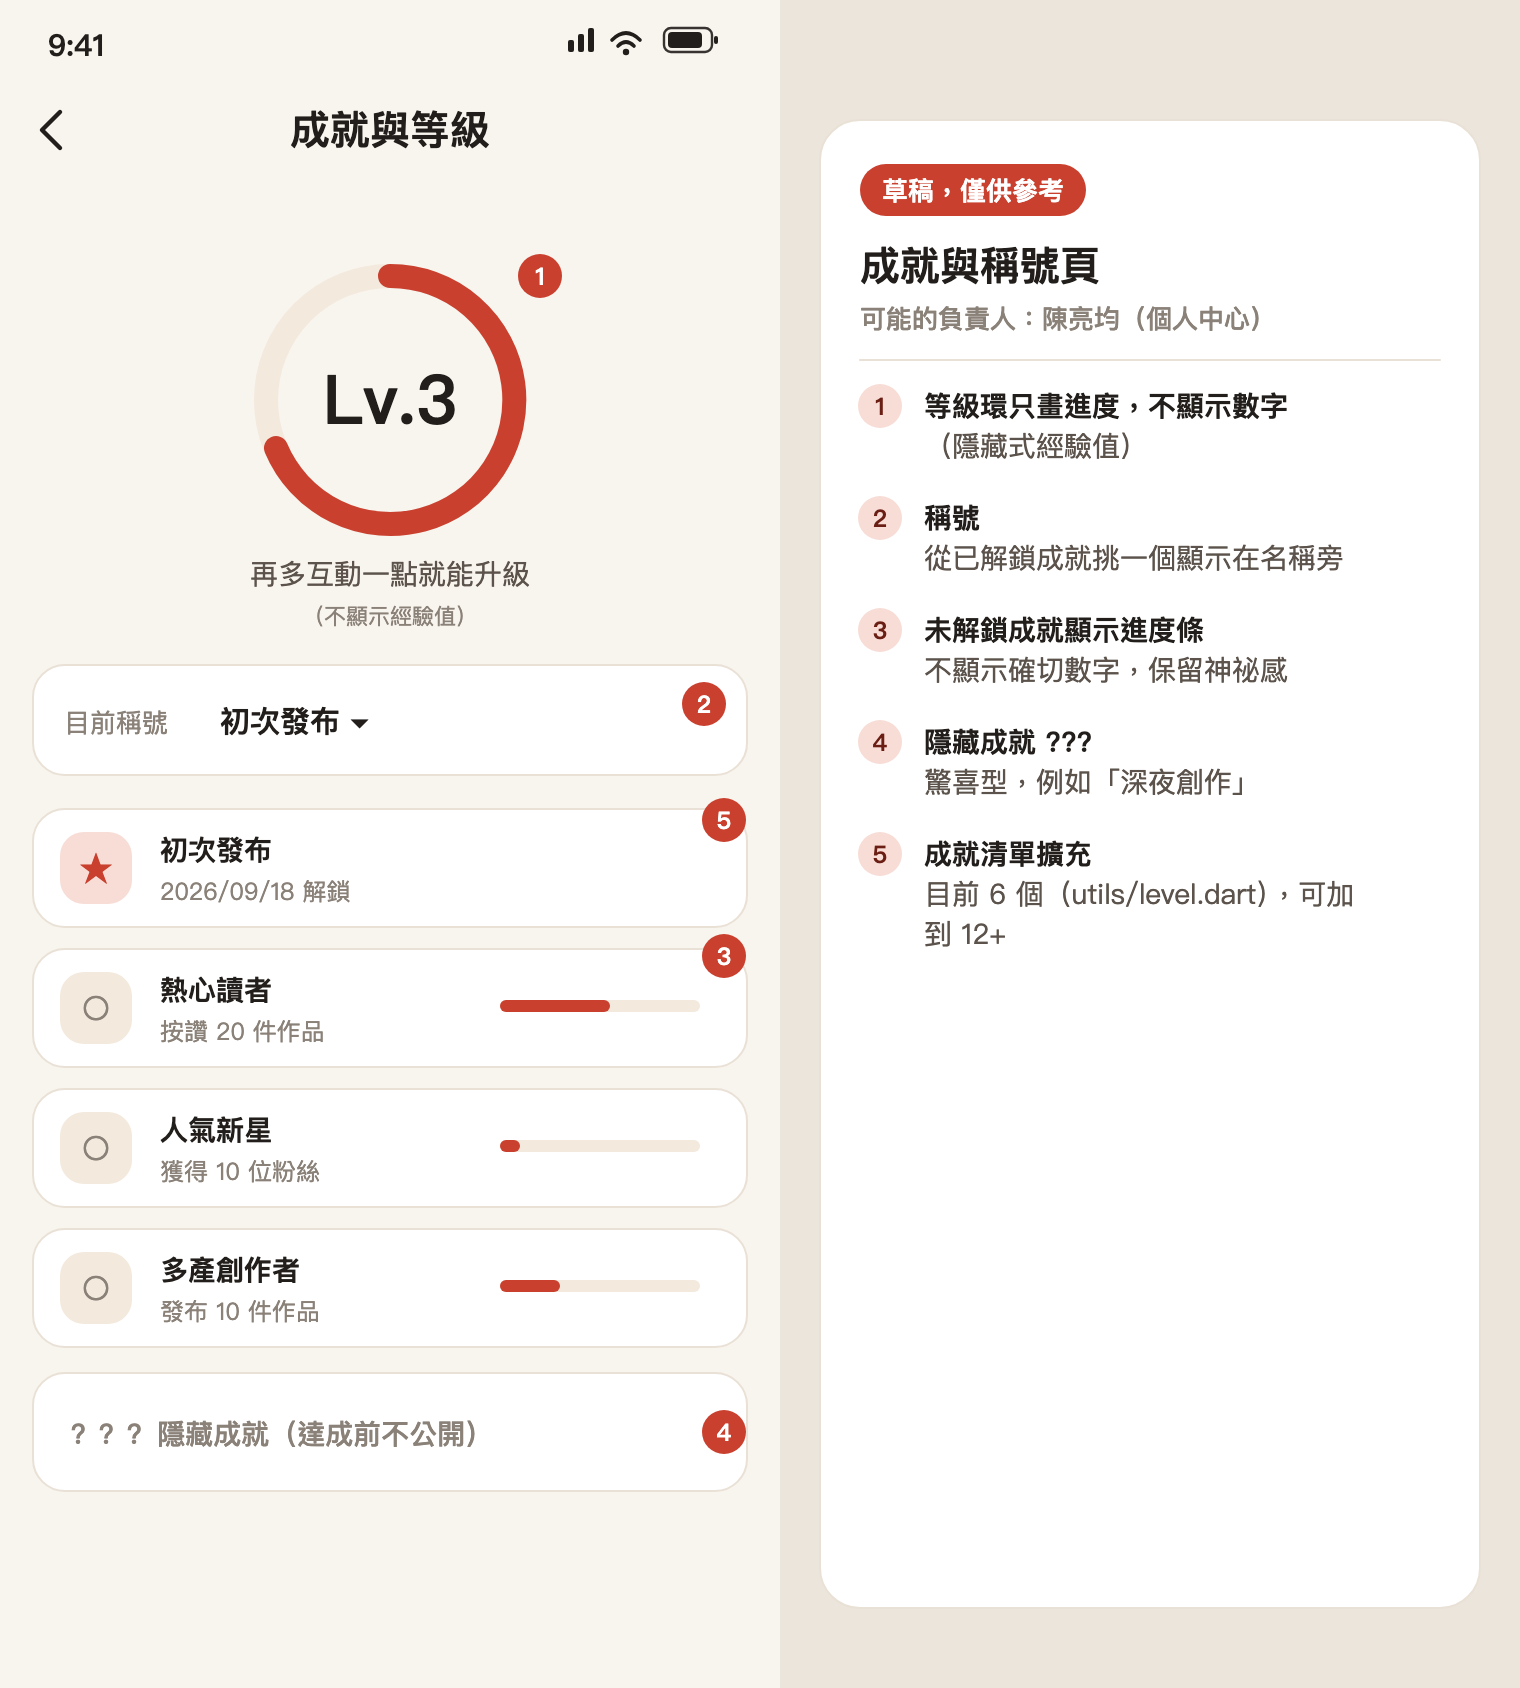 9:41
成就與等級
1
Lv.3
再多互動一點就能升級
（不顯示經驗值）
目前稱號 初次發布
2
5
初次發布
2026/09/18 解鎖
3
熱心讀者
按讚 20 件作品
人氣新星
獲得 10 位粉絲
多產創作者
發布 10 件作品
? ? ? 隱藏成就（達成前不公開）
4
草稿，僅供參考
成就與稱號頁
可能的負責人：陳亮均（個人中心）
1 等級環只畫進度，不顯示數字
（隱藏式經驗值）
2 稱號
從已解鎖成就挑一個顯示在名稱旁
3 未解鎖成就顯示進度條
不顯示確切數字，保留神祕感
4 隱藏成就 ???
驚喜型，例如「深夜創作」
5 成就清單擴充
目前 6 個（utils/level.dart），可加
到 12+